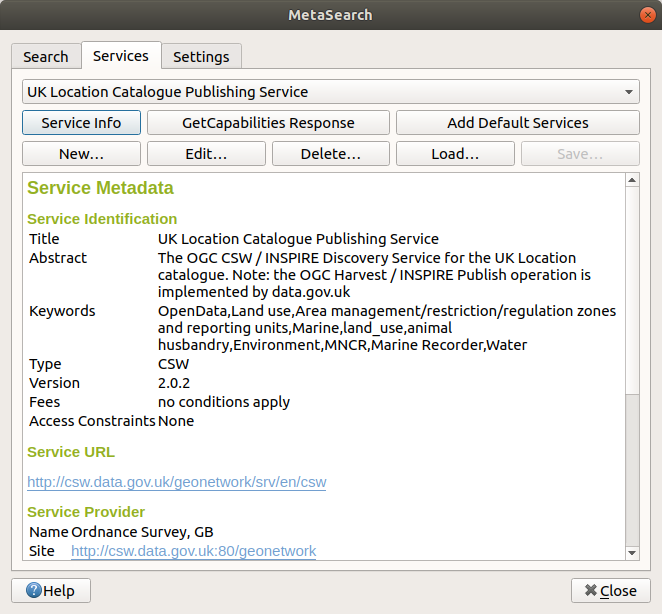 MetaSearch
Search Services Settings
UK Location Catalogue Publishing Service
Service Info GetCapabilities Response Add Default Services
New... Edit... Delete... Load... Save...
Service Metadata
Service Identification
Title UK Location Catalogue Publishing Service
Abstract The OGC CSW / INSPIRE Discovery Service for the UK Location
catalogue. Note: the OGC Harvest / INSPIRE Publish operation is
implemented by data.gov.uk
Keywords OpenData,Land use,Area management/restriction/regulation zones
and reporting units,Marine,land_use,animal
husbandry,Environment,MNCR,Marine Recorder,Water
Type CSW
Version 2.0.2
Fees no conditions apply
Access Constraints None
Service URL
http://csw.data.gov.uk/geonetwork/srv/en/csw
Service Provider
Name Ordnance Survey, GB
Site http://csw.data.gov.uk:80/geonetwork
?Help Close